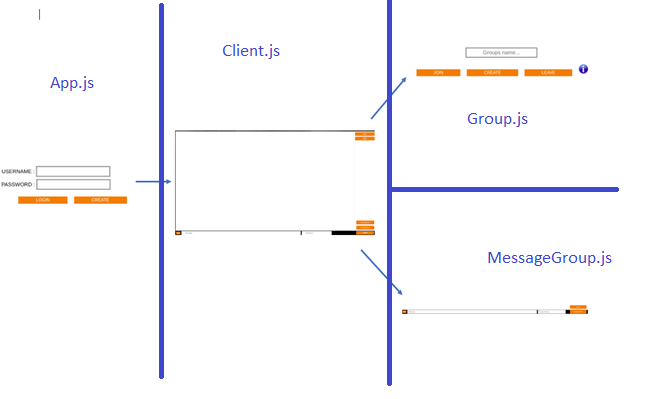 App.js
USERNAME :
PASSWORD :
LOGIN CREATE
Client.js
Groups name...
JOIN CREATE LEAVE
Group.js
MessageGroup.js